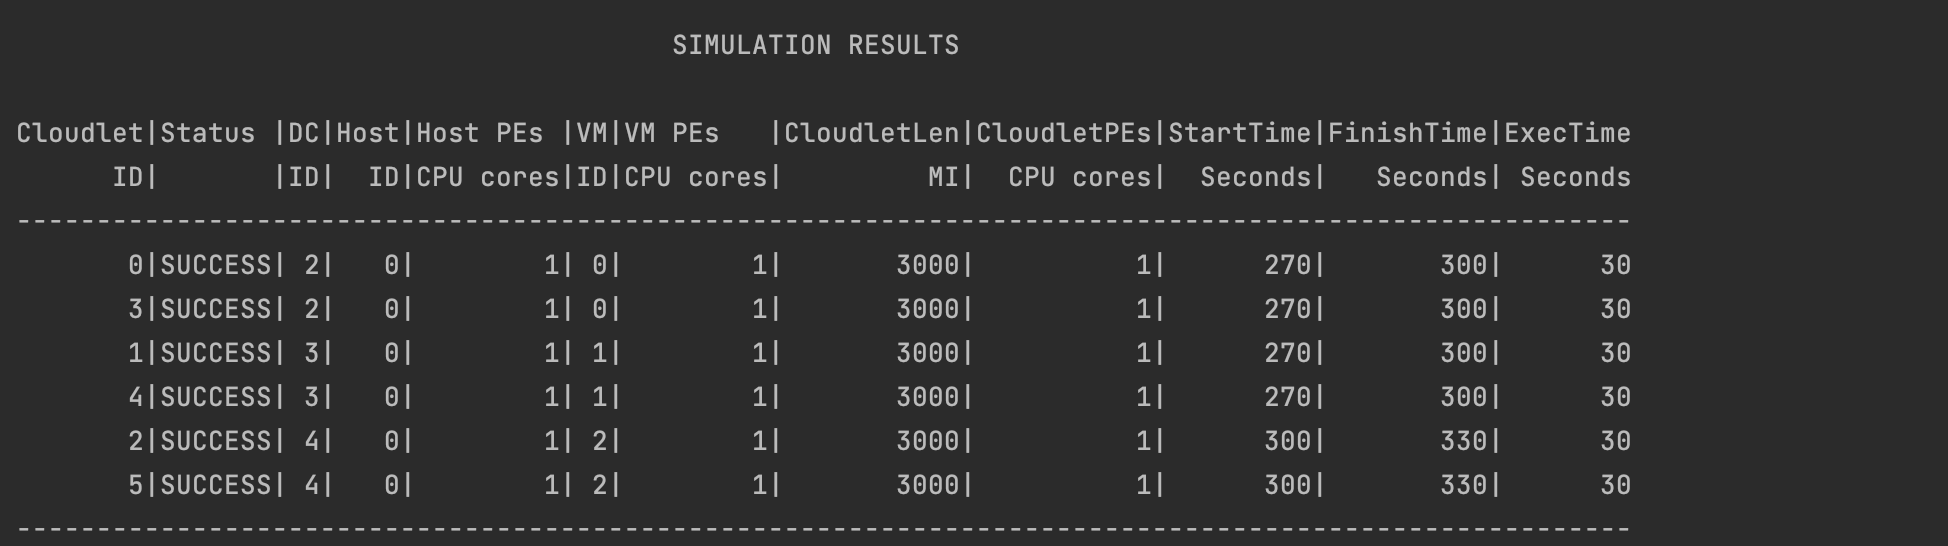 SIMULATION RESULTS
Cloudlet|Status |DC|Host|Host PEs |VM|VM PEs   |CloudletLen|CloudletPEs|StartTime|FinishTime|ExecTime
      ID|       |ID|  ID|CPU cores|ID|CPU cores|         MI|  CPU cores|  Seconds|   Seconds| Seconds
-----------------------------------------------------------------------------------------------------
       0|SUCCESS| 2|   0|        1| 0|        1|       3000|          1|      270|       300|      30
       3|SUCCESS| 2|   0|        1| 0|        1|       3000|          1|      270|       300|      30
       1|SUCCESS| 3|   0|        1| 1|        1|       3000|          1|      270|       300|      30
       4|SUCCESS| 3|   0|        1| 1|        1|       3000|          1|      270|       300|      30
       2|SUCCESS| 4|   0|        1| 2|        1|       3000|          1|      300|       330|      30
       5|SUCCESS| 4|   0|        1| 2|        1|       3000|          1|      300|       330|      30
-----------------------------------------------------------------------------------------------------